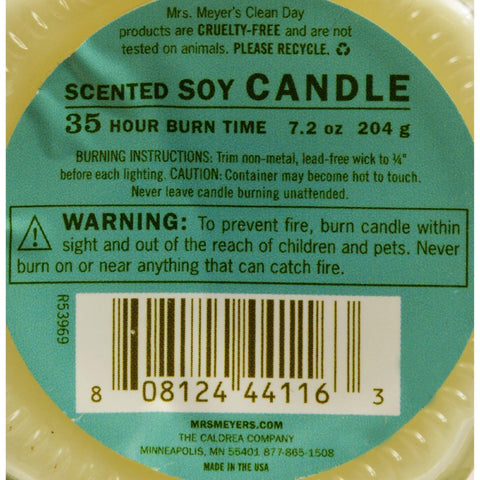 Mrs. Meyer's Clean Day
products are CRUELTY-FREE and are not
tested on animals. PLEASE RECYCLE.
SCENTED SOY CANDLE
35 HOUR BURN TIME 7.2 oz 204 g
BURNING INSTRUCTIONS: Trim non-metal, lead-free wick to ¼"
before each lighting. CAUTION: Container may become hot to touch.
Never leave candle burning unattended.
WARNING: To prevent fire, burn candle within
sight and out of the reach of children and pets. Never
burn on or near anything that can catch fire.
R53969
8 08124 44116 3
MRSMEYERS.COM
THE CALDREA COMPANY
MINNEAPOLIS, MN 55401 877-865-1508
MADE IN THE USA